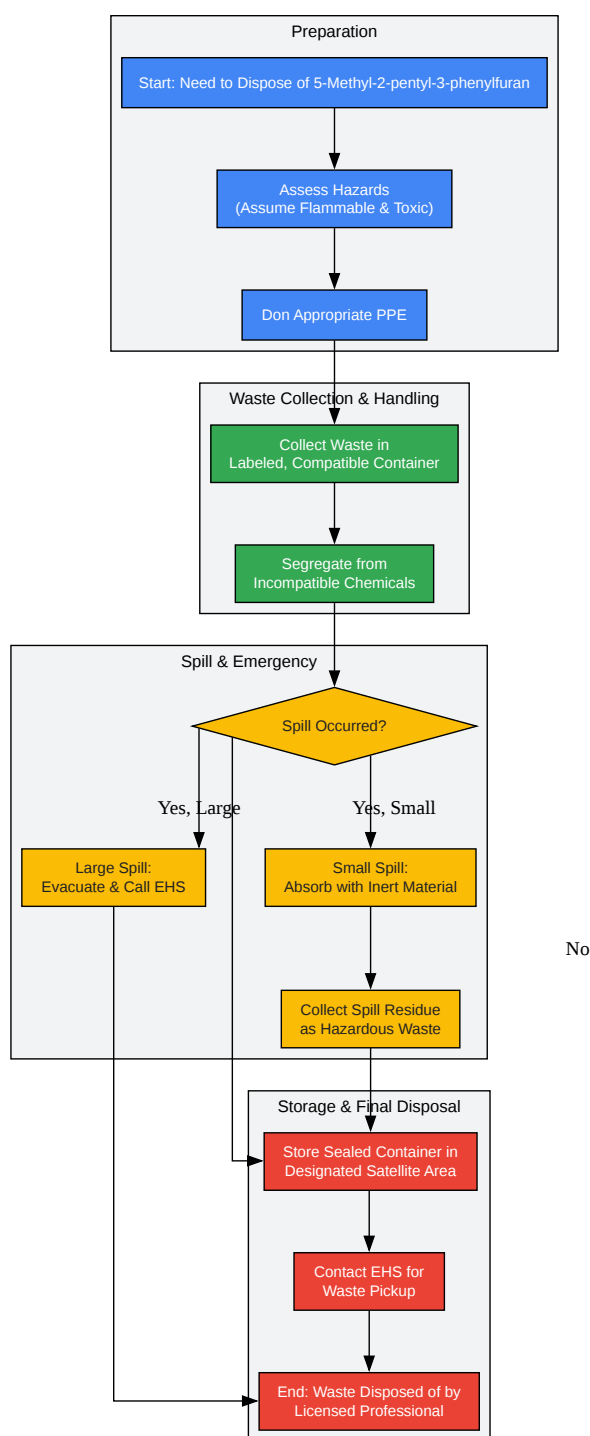 Preparation
Start: Need to Dispose of 5-Methyl-2-pentyl-3-phenylfuran
Assess Hazards
(Assume Flammable & Toxic)
Don Appropriate PPE
Waste Collection & Handling
Collect Waste in
Labeled, Compatible Container
Segregate from
Incompatible Chemicals
Spill & Emergency
Spill Occurred?
Yes, Large
Yes, Small
Large Spill:
Evacuate & Call EHS
Small Spill:
Absorb with Inert Material
No
Collect Spill Residue
as Hazardous Waste
Storage & Final Disposal
Store Sealed Container in
Designated Satellite Area
Contact EHS for
Waste Pickup
End: Waste Disposed of by
Licensed Professional